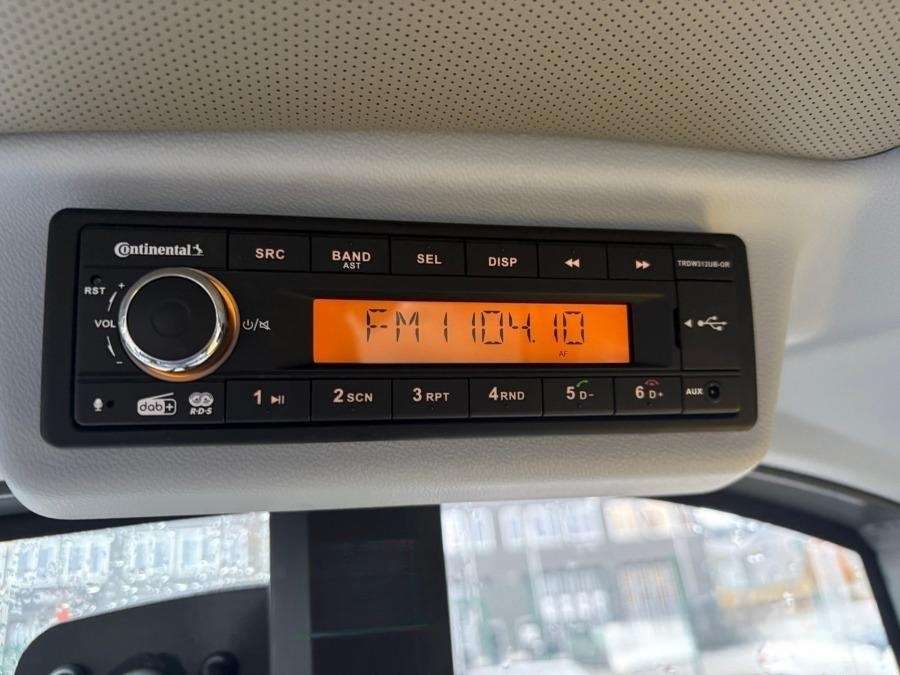 Continental
SRC
BAND
AST
SEL
DISP
TRDW312UB-OR
RST
+
VOL
-
FM1 104.10
AF
dab+
R·D·S
1
2 SCN
3 RPT
4 RND
5 D-
6 D+
AUX